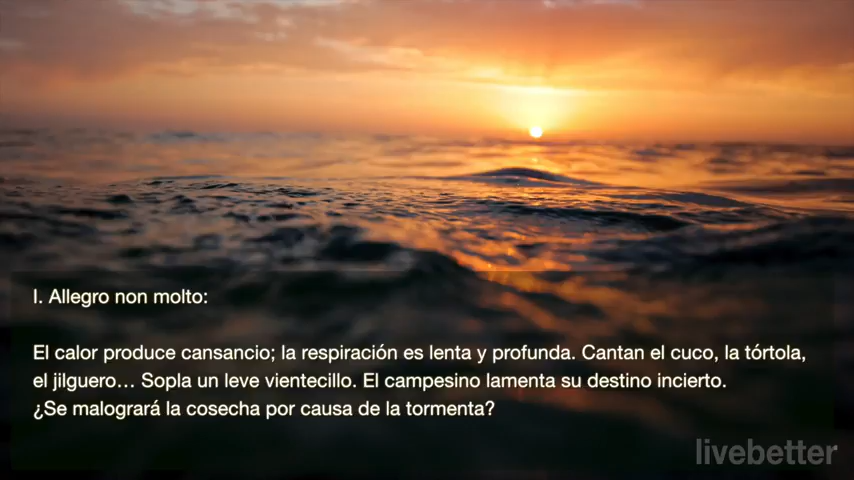 I. Allegro non molto:
El calor produce cansancio; la respiración es lenta y profunda. Cantan el cuco, la tórtola,
el jilguero… Sopla un leve vientecillo. El campesino lamenta su destino incierto.
¿Se malogrará la cosecha por causa de la tormenta?
livebetter